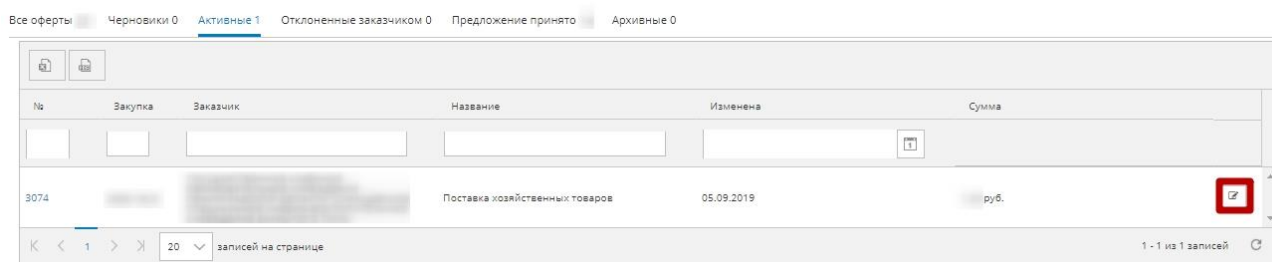 Все оферты Черновики 0 Активные 1 Отклоненные заказчиком 0 Предложение принято Архивные 0
№ Закупка Заказчик Название Изменена Сумма
1
3074 Поставка хозяйственных товаров 05.09.2019 руб.
1 20 записей на странице 1 - 1 из 1 записей